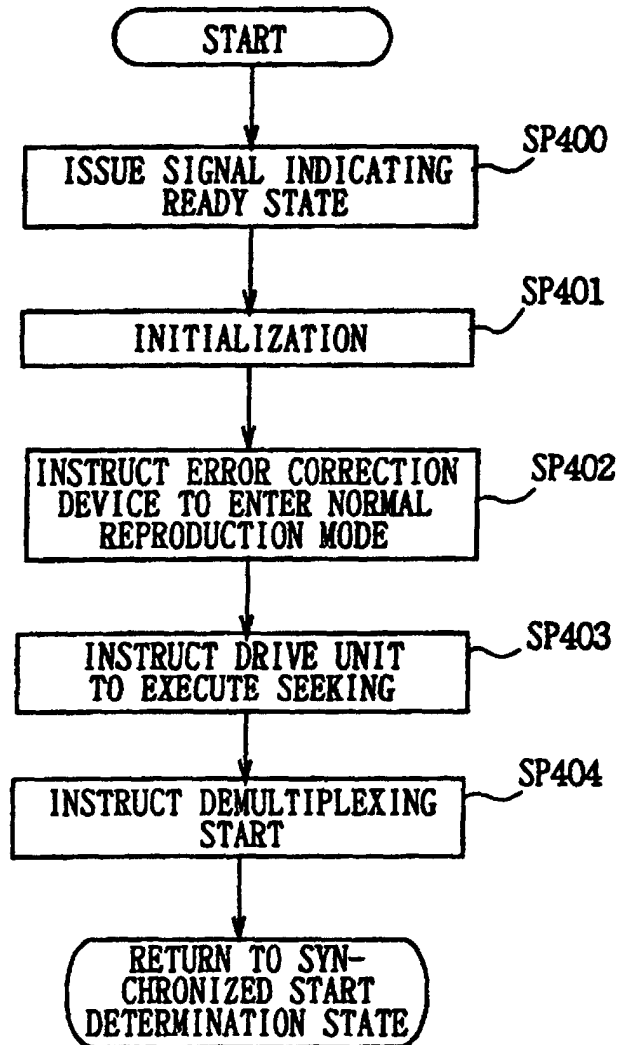 START
SP400
ISSUE SIGNAL INDICATING
READY STATE
SP401
INITIALIZATION
SP402
INSTRUCT ERROR CORRECTION
DEVICE TO ENTER NORMAL
REPRODUCTION MODE
SP403
INSTRUCT DRIVE UNIT
TO EXECUTE SEEKING
SP404
INSTRUCT DEMULTIPLEXING
START
RETURN TO SYN-
CHRONIZED START
DETERMINATION STATE